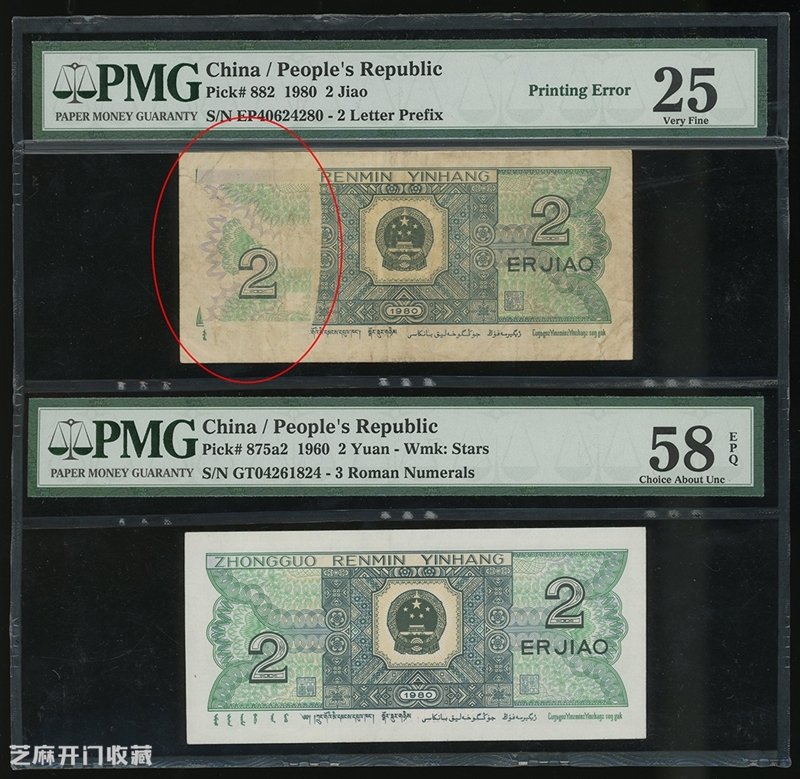 PMG
PAPER MONEY GUARANTY
China / People's Republic
Pick# 882 1980 2 Jiao
S/N EP40624280 - 2 Letter Prefix
Printing Error
25
Very Fine
RENMIN YINHANG
2
2
ERJIAO
1980
PMG
PAPER MONEY GUARANTY
China / People's Republic
Pick# 875a2 1960 2 Yuan - Wmk: Stars
S/N GT04261824 - 3 Roman Numerals
58
EPQ
Choice About Unc
ZHONGGUO RENMIN YINHANG
2
2
ERJIAO
1980
芝麻开门收藏